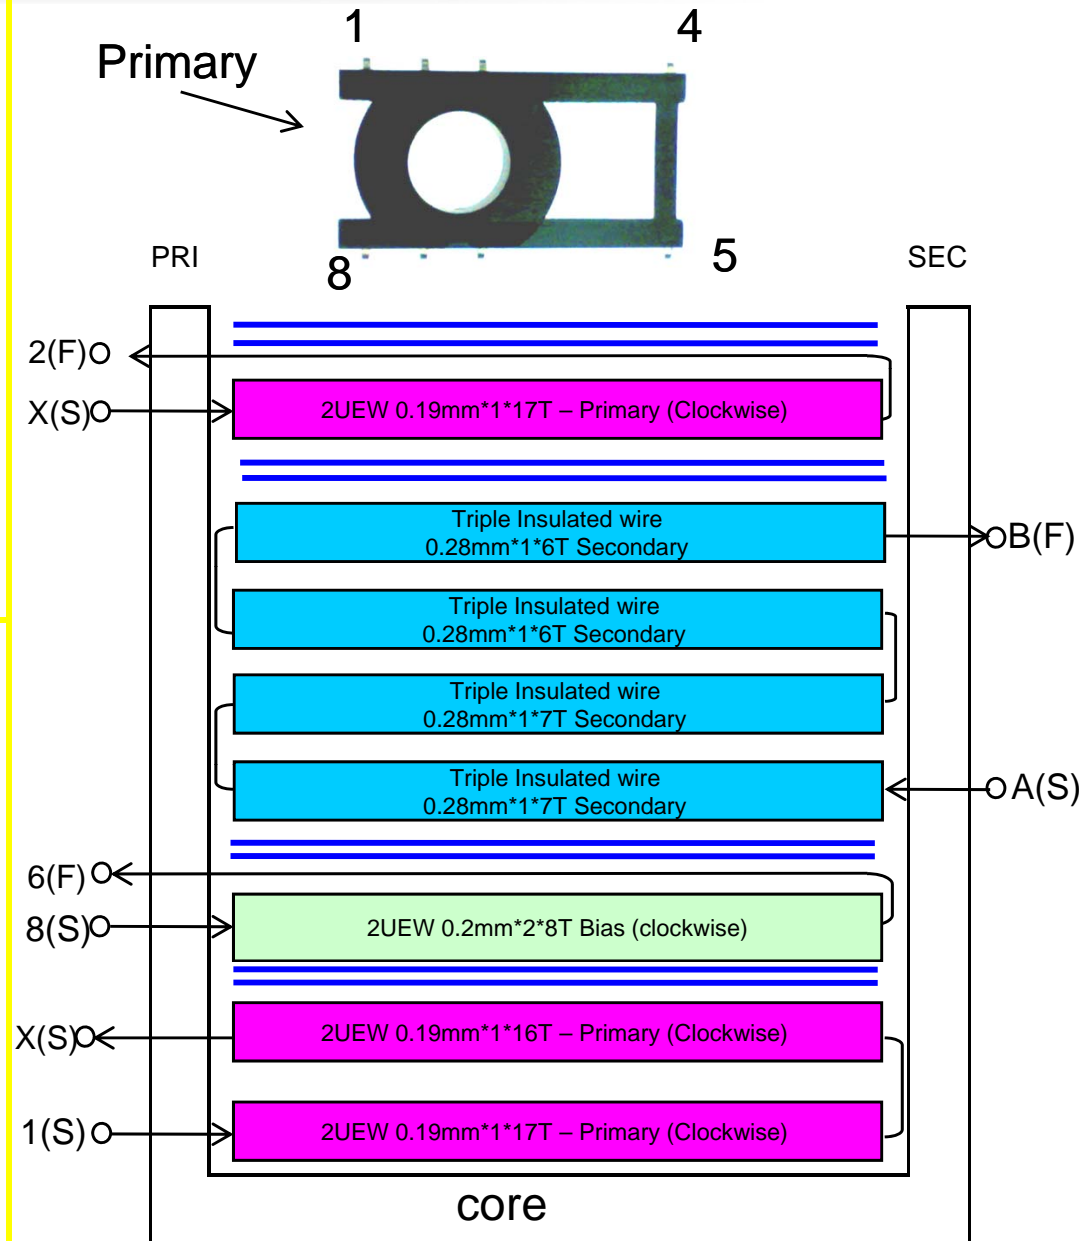 1
4
Primary
8
5
PRI
SEC
2(F)
X(S)
2UEW 0.19mm*1*17T – Primary (Clockwise)
Triple Insulated wire
0.28mm*1*6T Secondary
B(F)
Triple Insulated wire
0.28mm*1*6T Secondary
Triple Insulated wire
0.28mm*1*7T Secondary
Triple Insulated wire
0.28mm*1*7T Secondary
A(S)
6(F)
8(S)
2UEW 0.2mm*2*8T Bias (clockwise)
X(S)
2UEW 0.19mm*1*16T – Primary (Clockwise)
1(S)
2UEW 0.19mm*1*17T – Primary (Clockwise)
core